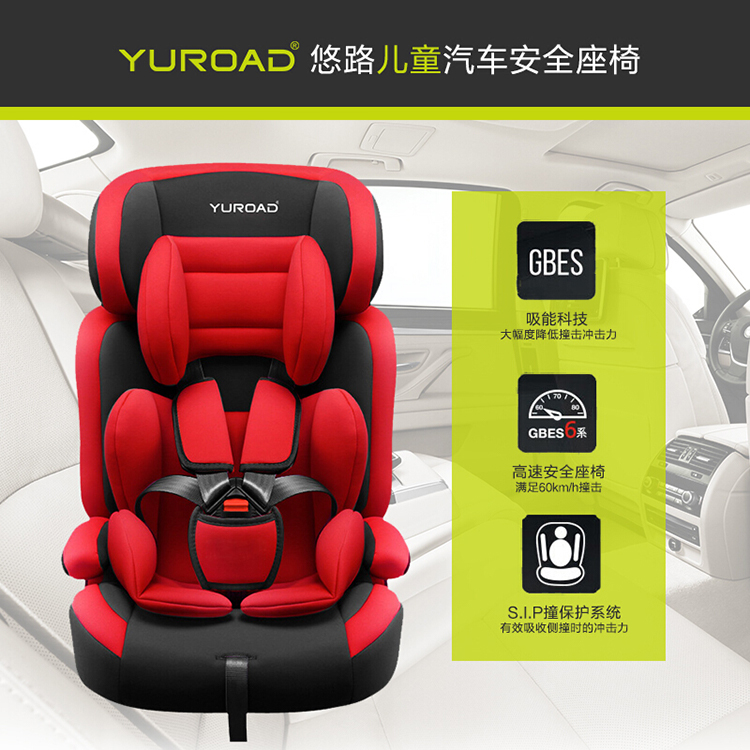 YUROAD® 悠路儿童汽车安全座椅
YUROAD®
GBES
吸能科技
大幅度降低撞击冲击力
60 70 80
GBES6系
高速安全座椅
满足60km/h撞击
S.I.P撞保护系统
有效吸收侧撞时的冲击力